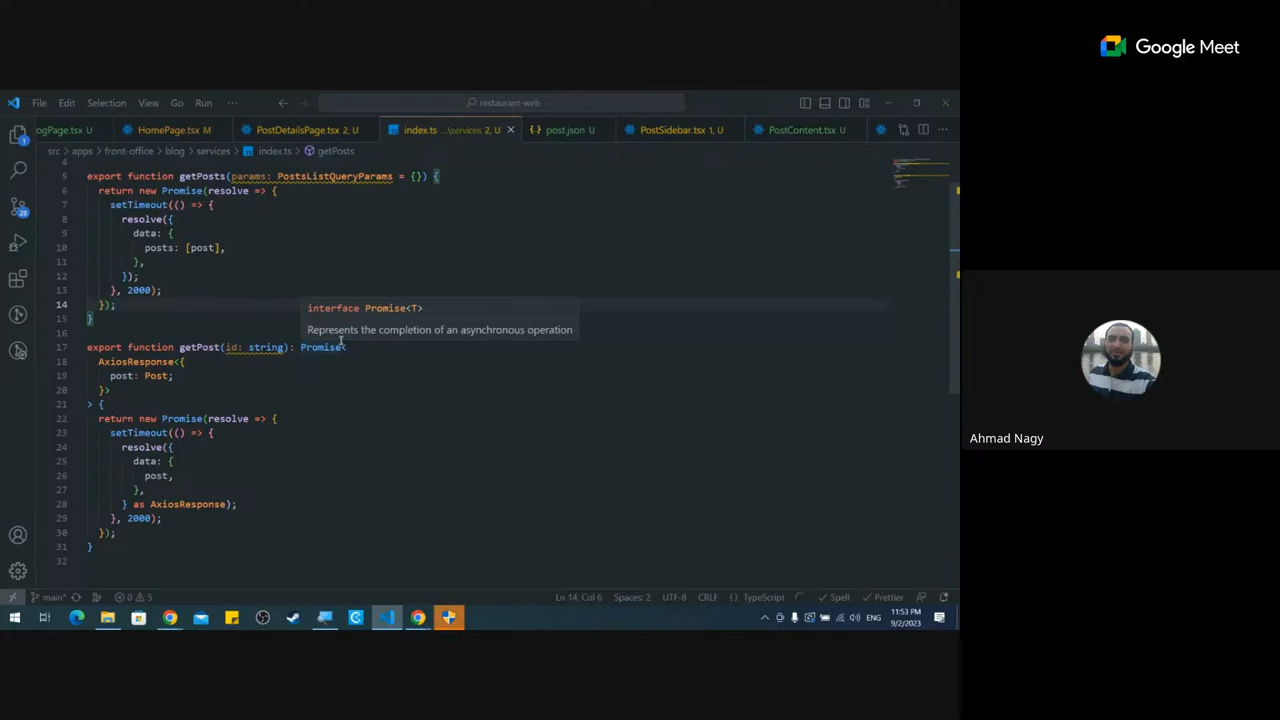 Google Meet
File Edit Selection View Go Run ··· restaurant-web
ogPage.tsx U HomePage.tsx M PostDetailsPage.tsx 2, U index.ts ...\services 2, U post.json U PostSidebar.tsx 1, U PostContent.tsx U
src > apps > front-office > blog > services > index.ts > getPosts
4
5 export function getPosts(params: PostsListQueryParams = {}) {
6 return new Promise(resolve => {
7 setTimeout(() => {
8 resolve({
9 data: {
10 posts: [post],
11 },
12 });
13 }, 2000);
14 });
15 }
16
interface Promise<T>
Represents the completion of an asynchronous operation
17 export function getPost(id: string): Promise<
18 AxiosResponse<{
19 post: Post;
20 }>
21 > {
22 return new Promise(resolve => {
23 setTimeout(() => {
24 resolve({
25 data: {
26 post,
27 },
28 } as AxiosResponse);
29 }, 2000);
30 });
31 }
32
1
28
Ahmad Nagy
main* 0 5 Ln 14, Col 6 Spaces: 2 UTF-8 CRLF {} TypeScript Spell Prettier
ENG
11:53 PM
9/2/2023